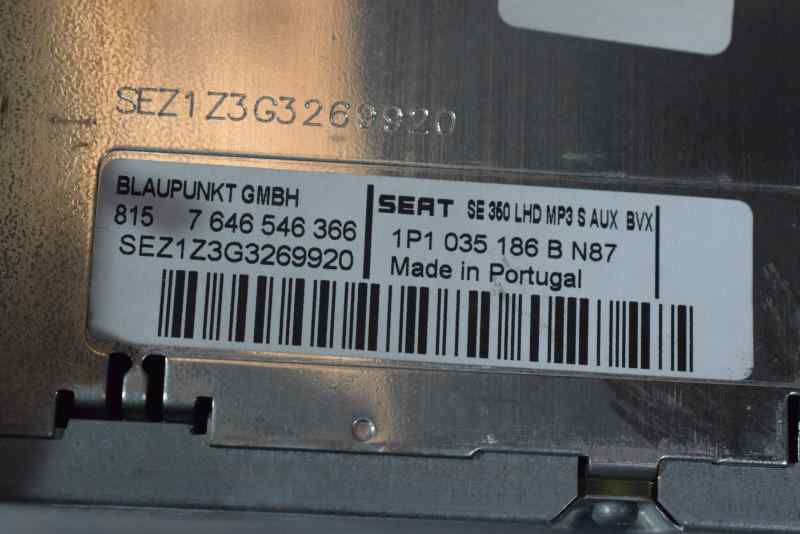 SEZ1Z3G3269920
BLAUPUNKT GMBH
815 7 646 546 366
SEZ1Z3G3269920
SEAT SE 350 LHD MP3 S AUX BVX
1P1 035 186 B N87
Made in Portugal